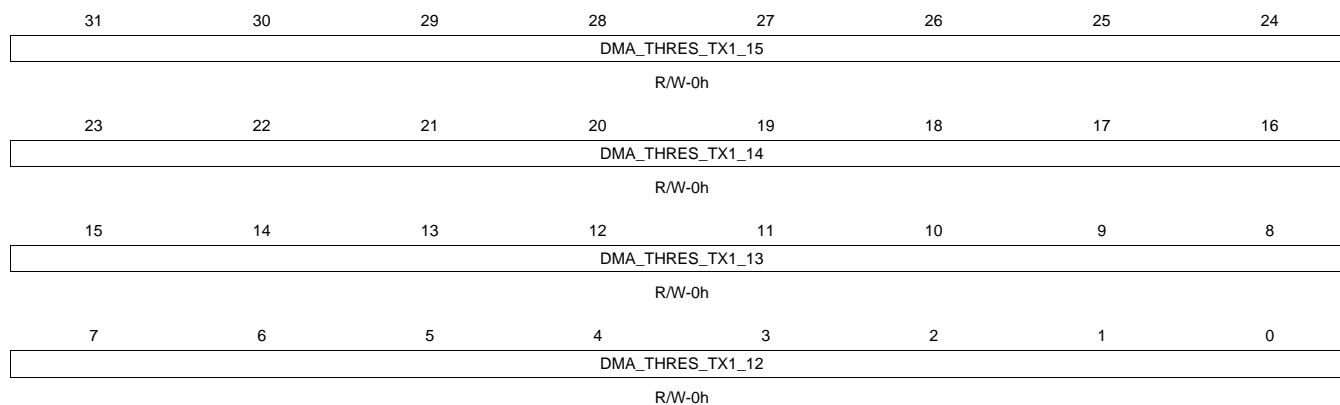 31 30 29 28 27 26 25 24
DMA_THRES_TX1_15
R/W-0h
23 22 21 20 19 18 17 16
DMA_THRES_TX1_14
R/W-0h
15 14 13 12 11 10 9 8
DMA_THRES_TX1_13
R/W-0h
7 6 5 4 3 2 1 0
DMA_THRES_TX1_12
R/W-0h